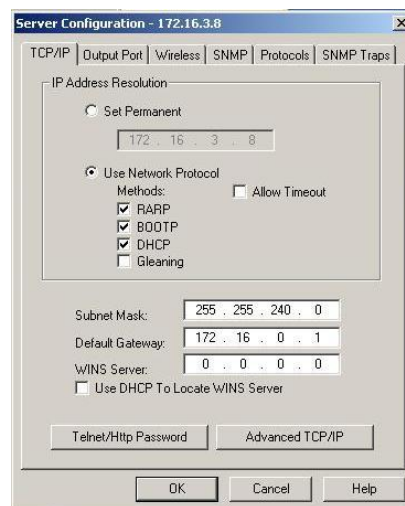 Server Configuration - 172.16.3.8
TCP/IP Output Port Wireless SNMP Protocols SNMP Traps
IP Address Resolution
Set Permanent
172 . 16 . 3 . 8
Use Network Protocol
Methods: Allow Timeout
RARP
BOOTP
DHCP
Gleaning
Subnet Mask: 255 . 255 . 240 . 0
Default Gateway: 172 . 16 . 0 . 1
WINS Server: 0 . 0 . 0 . 0
Use DHCP To Locate WINS Server
Telnet/Http Password Advanced TCP/IP
OK Cancel Help